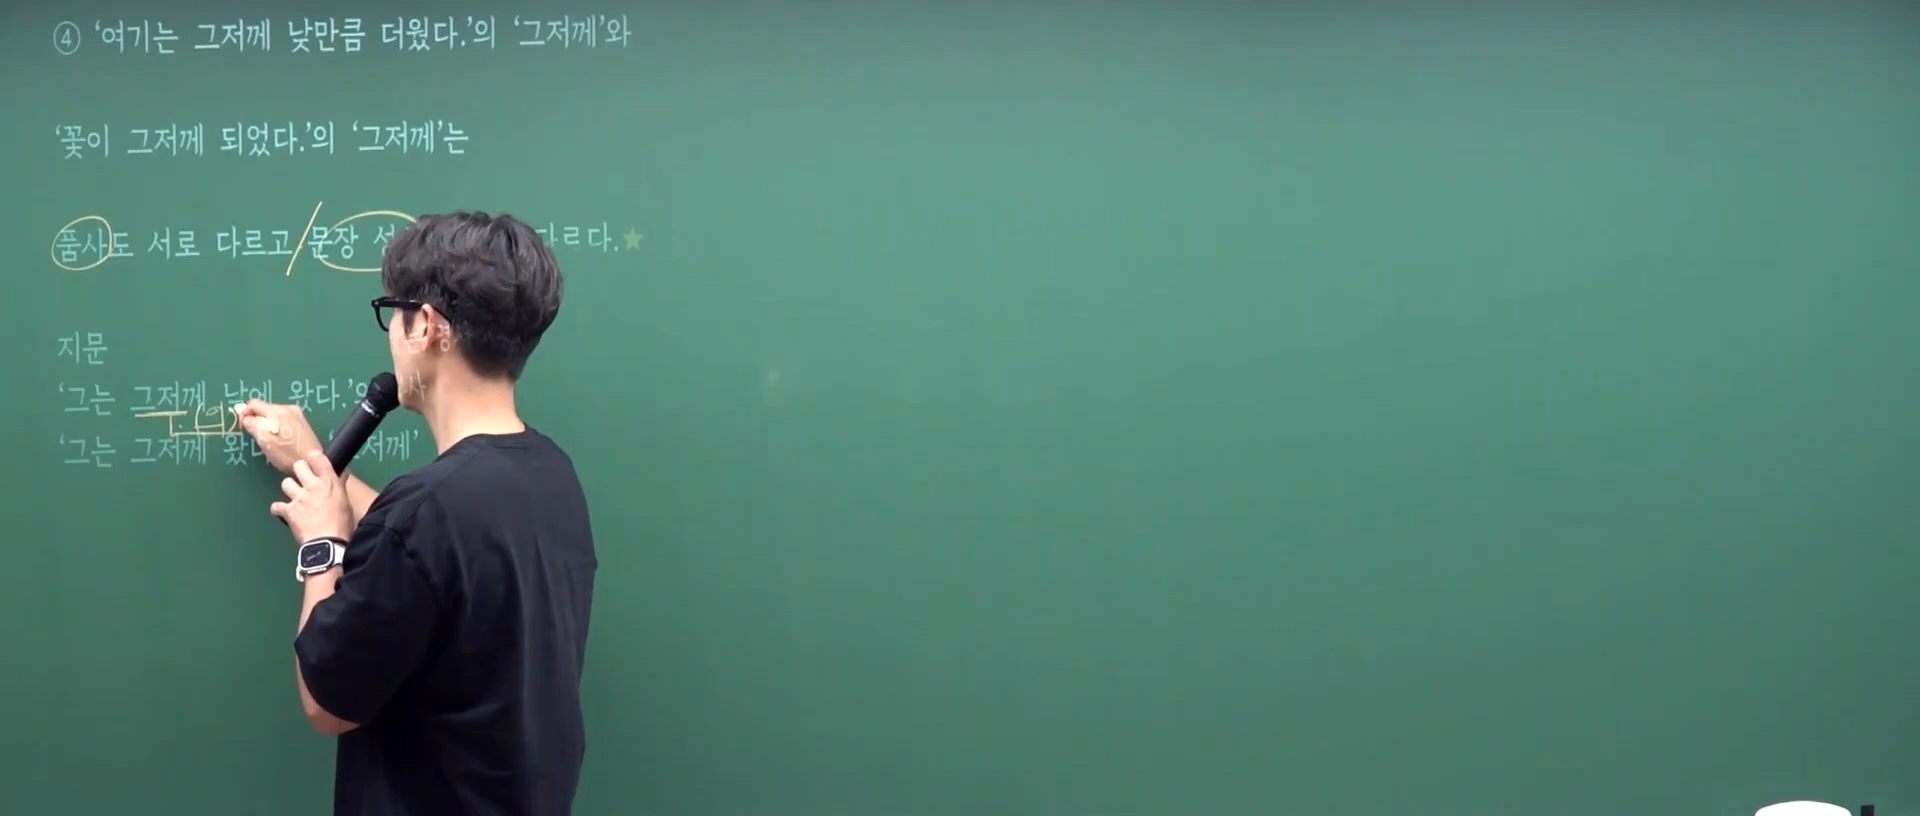 ④ ‘여기는 그저께 낮만큼 더웠다.’의 ‘그저께’와
‘꽃이 그저께 되었다.’의 ‘그저께’는
품사도 서로 다르고 문장 다르다.★
지문
‘그는 그저께 낮에 왔다.’의
‘그는 그저께 왔다.’의 ‘그저께’